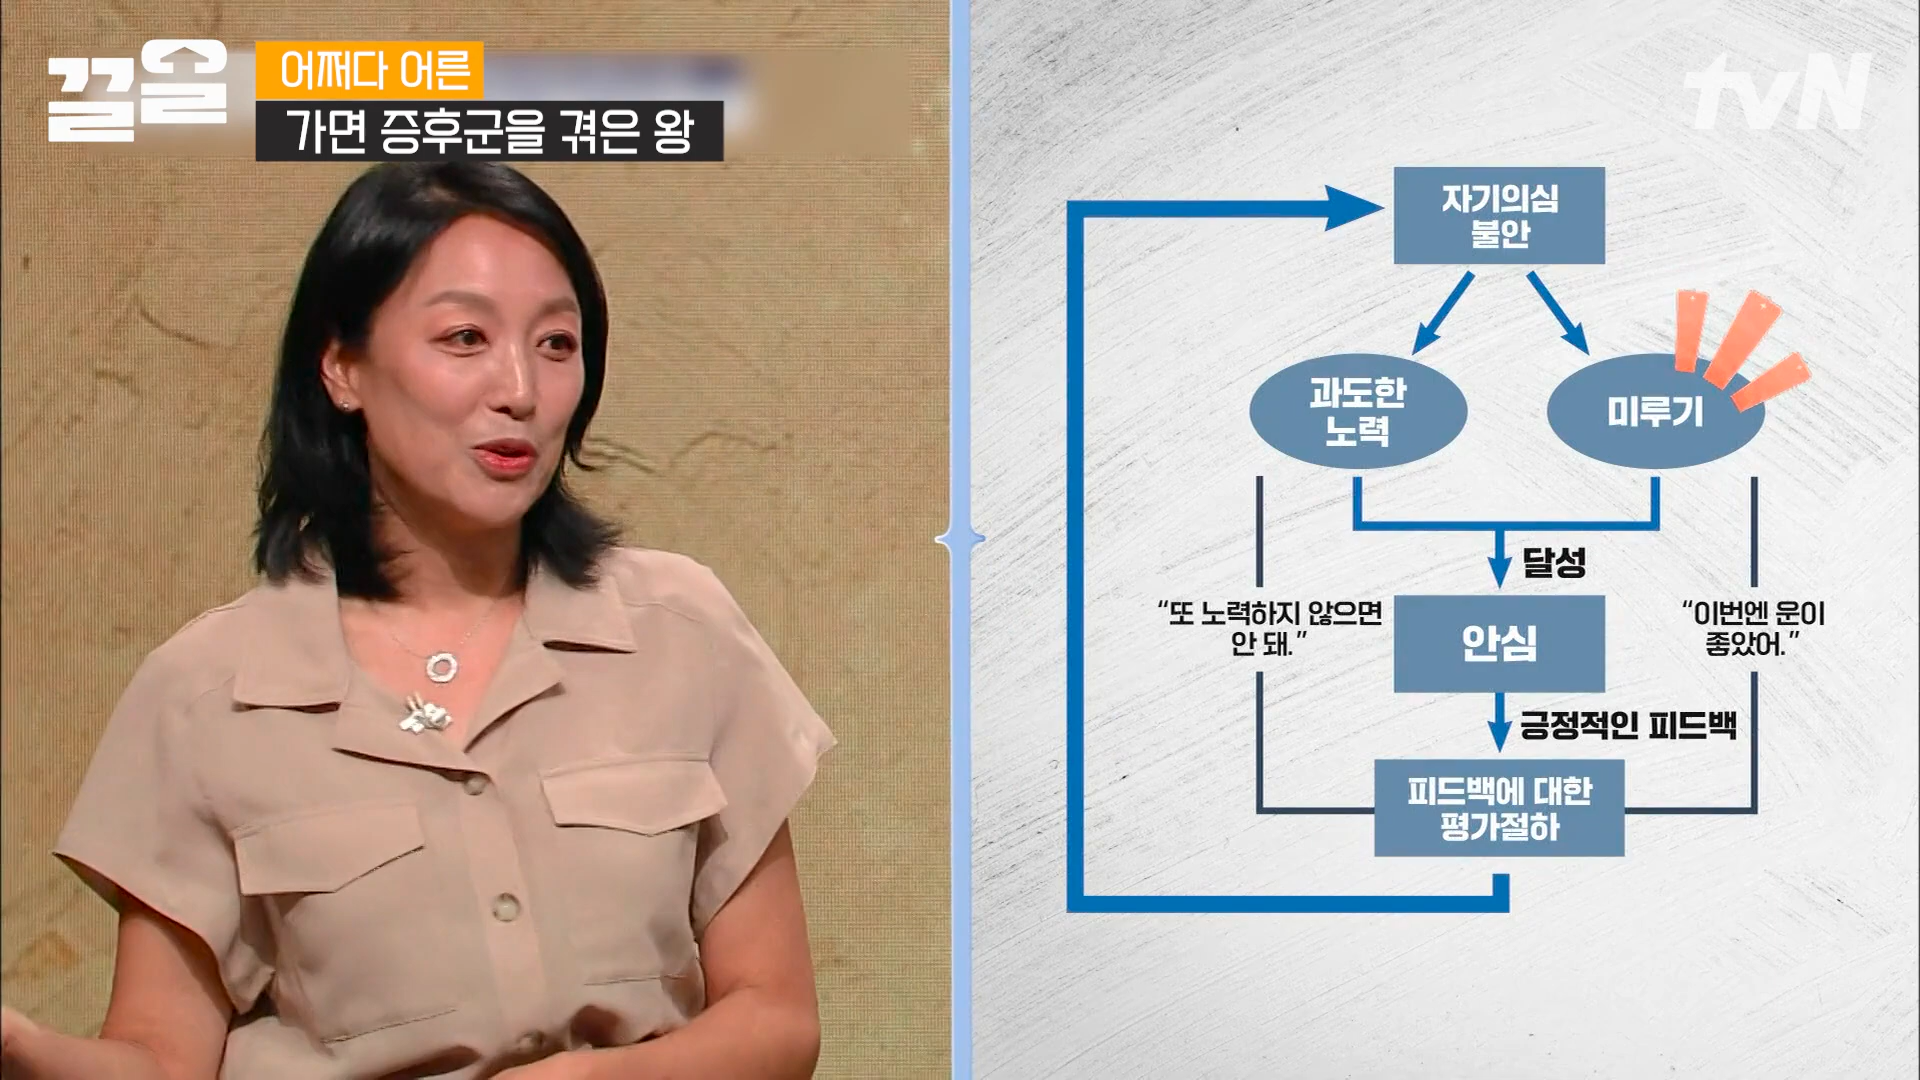 끌올
어쩌다 어른
가면 증후군을 겪은 왕
tvN
자기의심
불안
과도한
노력
미루기
달성
“또 노력하지 않으면
안 돼.”
안심
“이번엔 운이
좋았어.”
긍정적인 피드백
피드백에 대한
평가절하